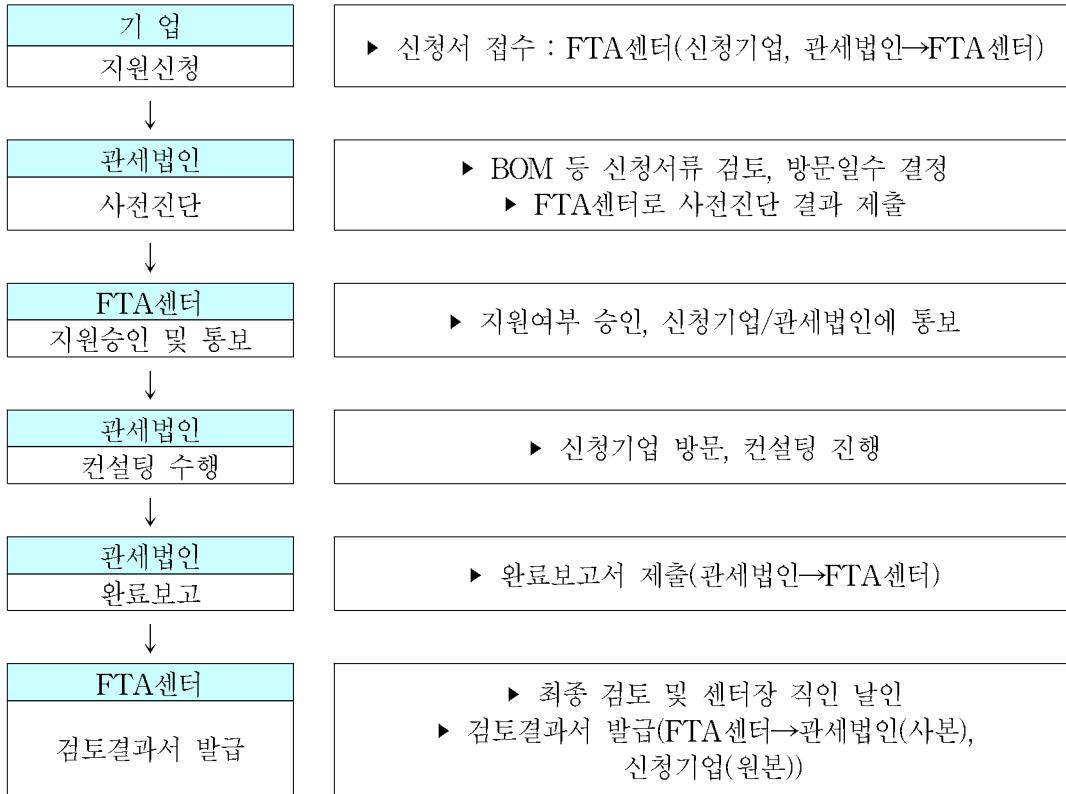 기 업
지원신청
▶ 신청서 접수 : FTA센터(신청기업, 관세법인→FTA센터)
↓
관세법인
사전진단
▶ BOM 등 신청서류 검토, 방문일수 결정
▶ FTA센터로 사전진단 결과 제출
↓
FTA센터
지원승인 및 통보
▶ 지원여부 승인, 신청기업/관세법인에 통보
↓
관세법인
컨설팅 수행
▶ 신청기업 방문, 컨설팅 진행
↓
관세법인
완료보고
▶ 완료보고서 제출(관세법인→FTA센터)
↓
FTA센터
검토결과서 발급
▶ 최종 검토 및 센터장 직인 날인
▶ 검토결과서 발급(FTA센터→관세법인(사본),
신청기업(원본))